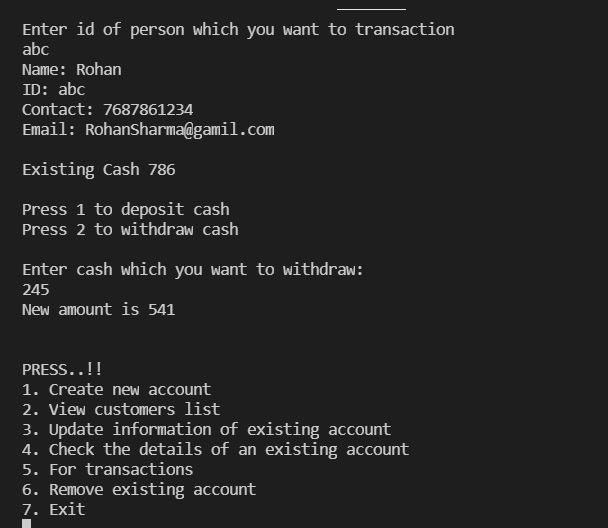 Enter id of person which you want to transaction
abc
Name: Rohan
ID: abc
Contact: 7687861234
Email: RohanSharma@gamil.com
Existing Cash 786
Press 1 to deposit cash
Press 2 to withdraw cash
Enter cash which you want to withdraw:
245
New amount is 541
PRESS..!!
1. Create new account
2. View customers list
3. Update information of existing account
4. Check the details of an existing account
5. For transactions
6. Remove existing account
7. Exit